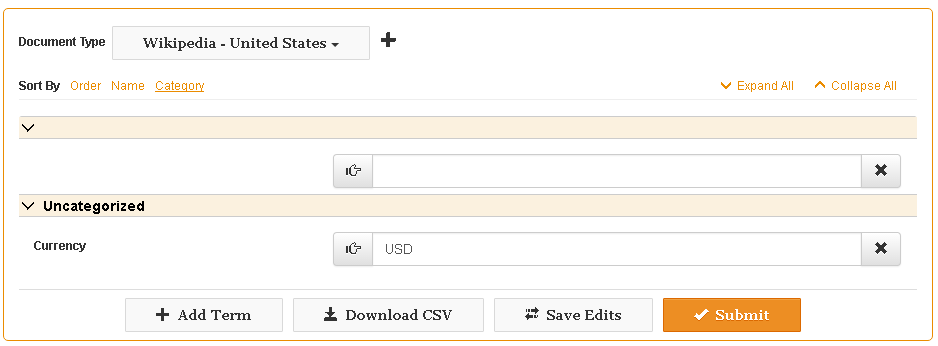 Document Type Wikipedia - United States
Sort By Order Name Category Expand All Collapse All
Uncategorized
Currency USD
Add Term Download CSV Save Edits Submit